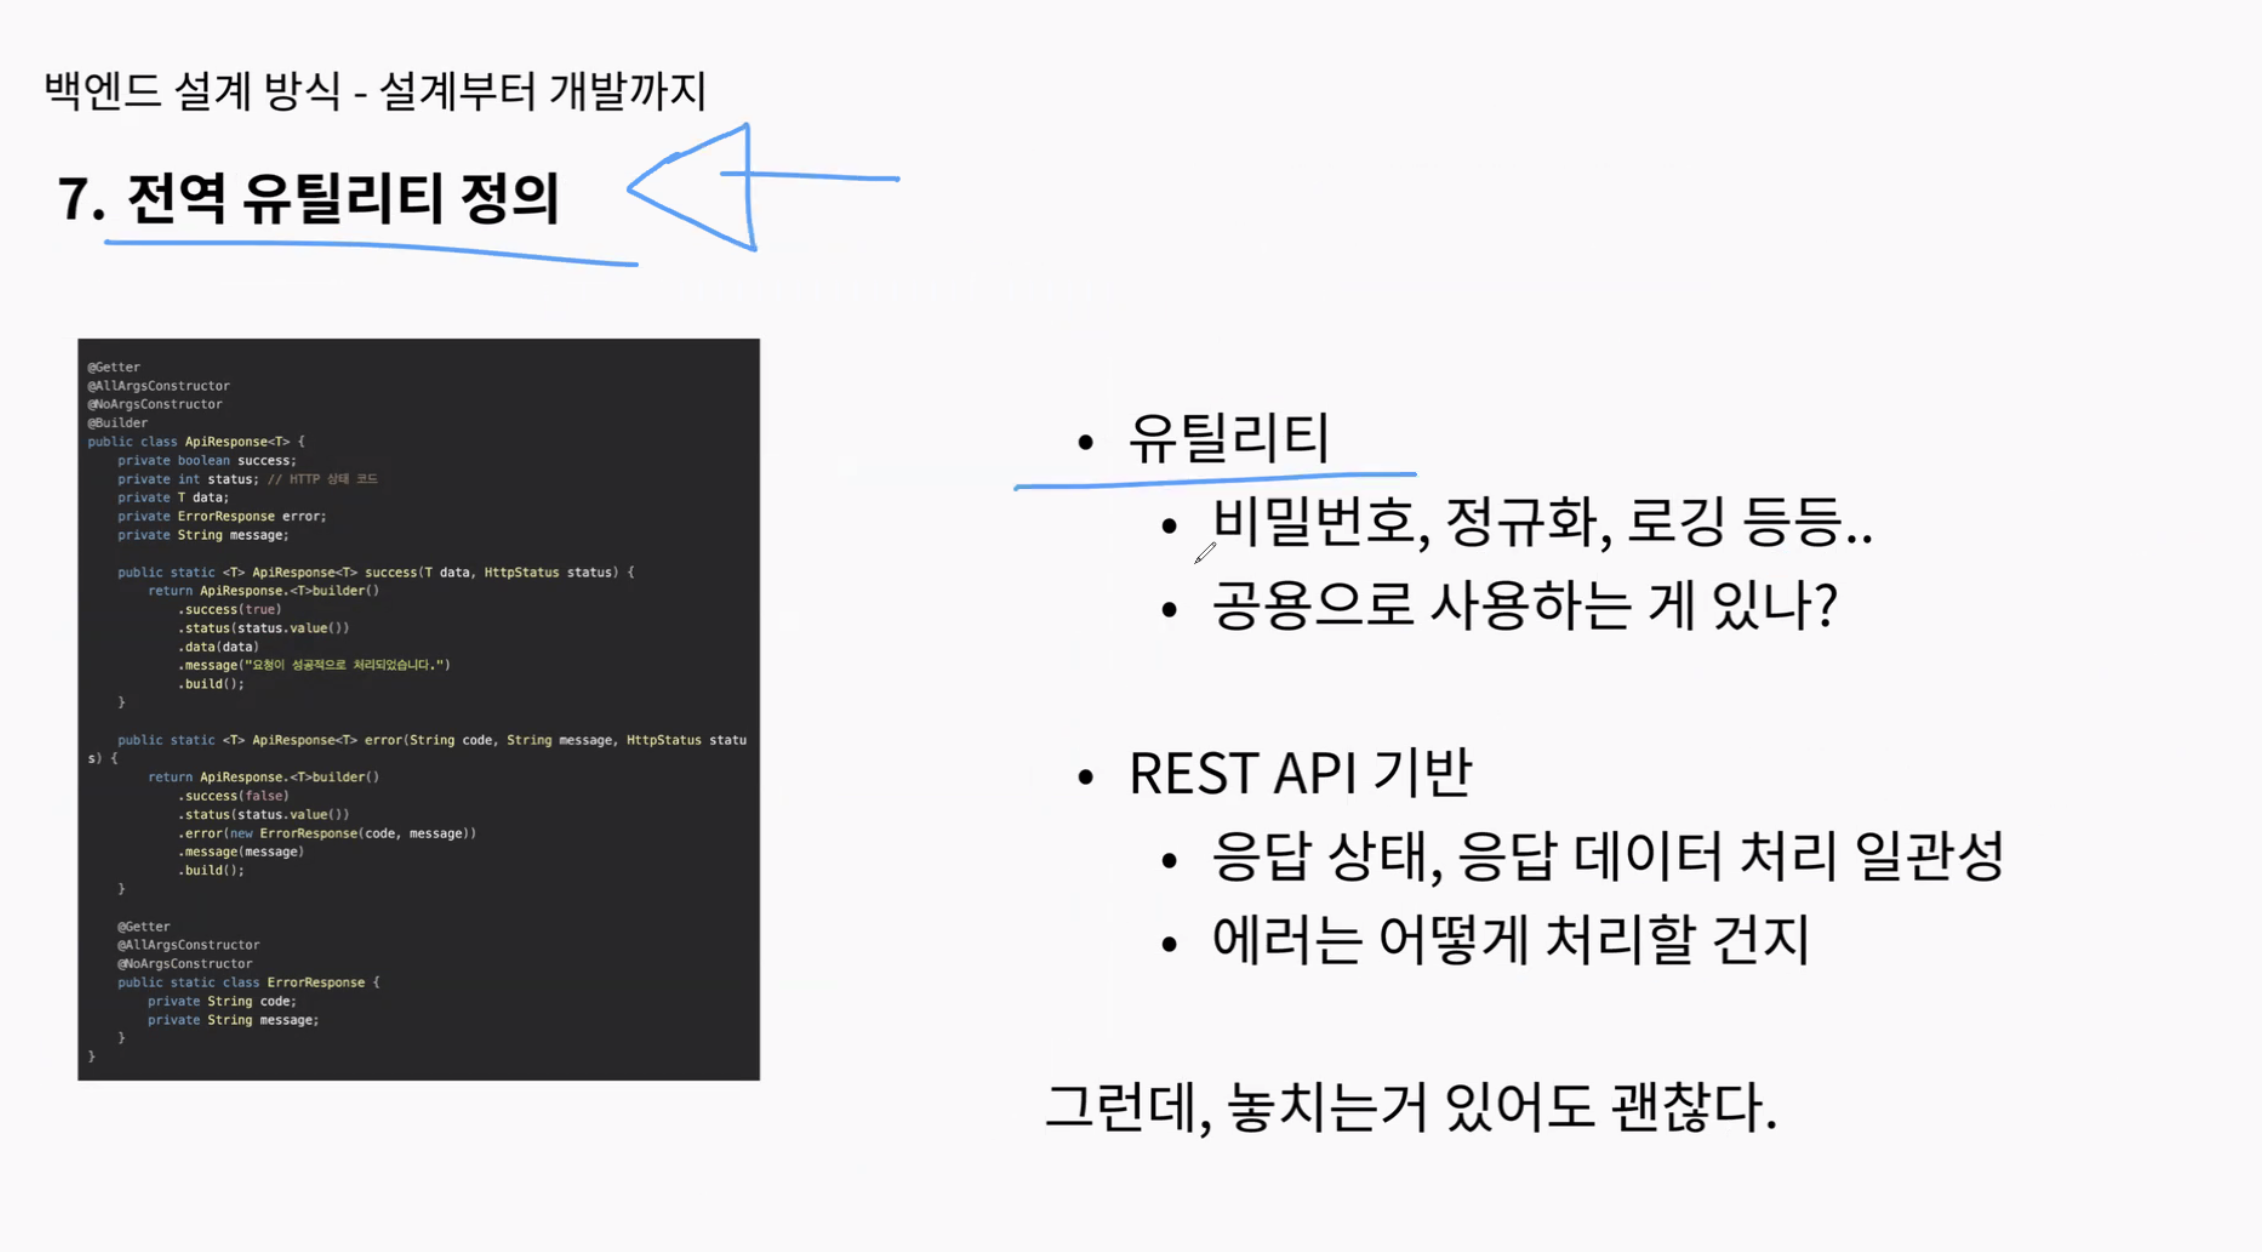 백엔드 설계 방식 - 설계부터 개발까지
7. 전역 유틸리티 정의
@Getter
@AllArgsConstructor
@NoArgsConstructor
@Builder
public class ApiResponse<T> {
    private boolean success;
    private int status; // HTTP 상태 코드
    private T data;
    private ErrorResponse error;
    private String message;
    public static <T> ApiResponse<T> success(T data, HttpStatus status) {
        return ApiResponse.<T>builder()
            .success(true)
            .status(status.value())
            .data(data)
            .message("요청이 성공적으로 처리되었습니다.")
            .build();
    }
    public static <T> ApiResponse<T> error(String code, String message, HttpStatus statu
s) {
        return ApiResponse.<T>builder()
            .success(false)
            .status(status.value())
            .error(new ErrorResponse(code, message))
            .message(message)
            .build();
    }
    @Getter
    @AllArgsConstructor
    @NoArgsConstructor
    public static class ErrorResponse {
        private String code;
        private String message;
    }
}
• 유틸리티
• 비밀번호, 정규화, 로깅 등등..
• 공용으로 사용하는 게 있나?
• REST API 기반
• 응답 상태, 응답 데이터 처리 일관성
• 에러는 어떻게 처리할 건지
그런데, 놓치는거 있어도 괜찮다.